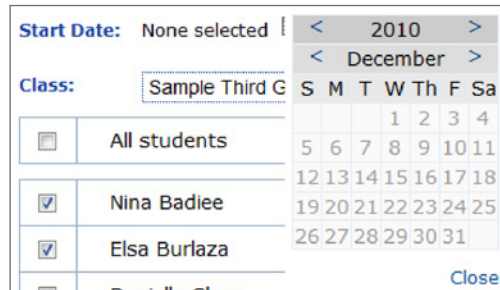 Start Date: None selected
Class: Sample Third G
All students
Nina Badiee
Elsa Burlaza
< 2010 >
< December >
S M T W Th F Sa
1 2 3 4
5 6 7 8 9 10 11
12 13 14 15 16 17 18
19 20 21 22 23 24 25
26 27 28 29 30 31
Close